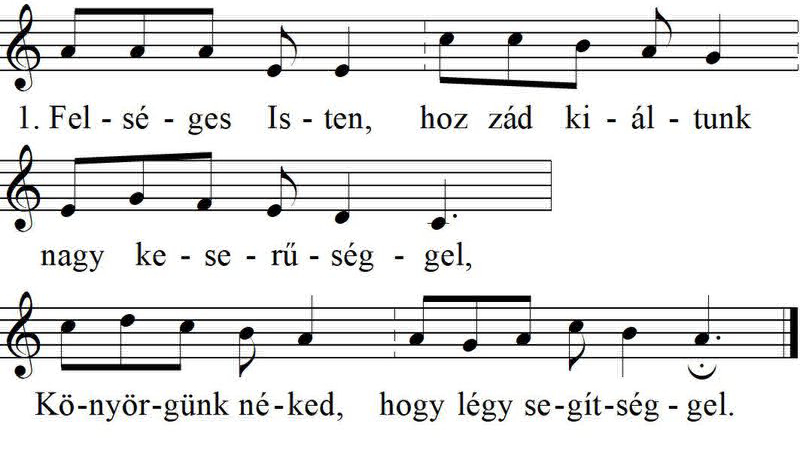 1. Fel - sé - ges Is - ten, hoz zád ki - ál - tunk
nagy ke - se - rű - ség - gel,
Kö-nyör-günk né-ked, hogy légy se-gít-ség - gel.